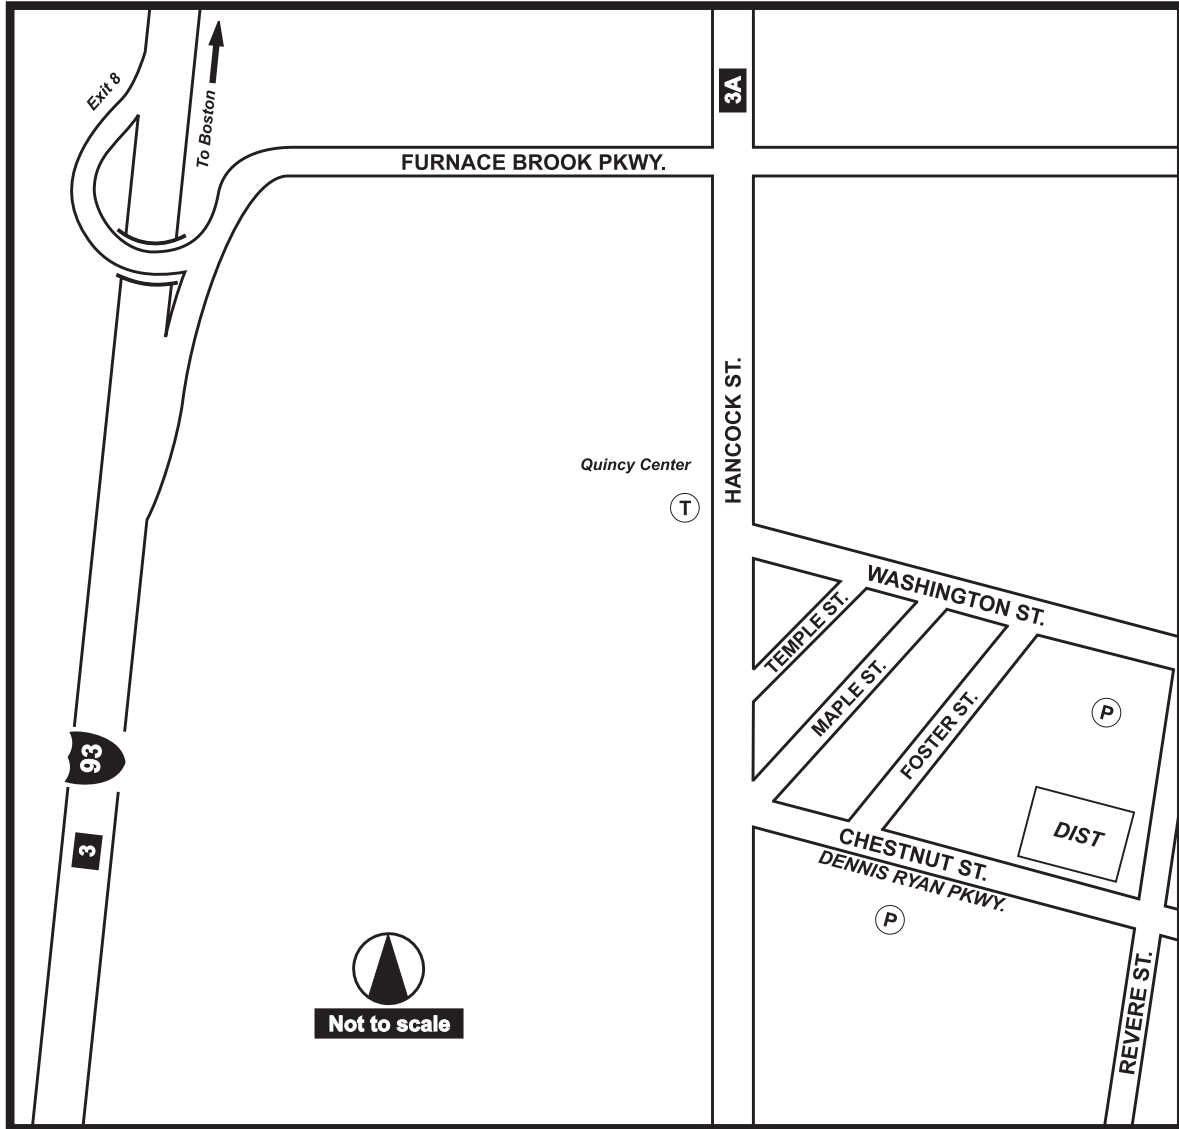 Exit 8
To Boston
3A
FURNACE BROOK PKWY.
HANCOCK ST.
Quincy Center
T
WASHINGTON ST.
TEMPLE ST.
MAPLE ST.
FOSTER ST.
P
93
3
DIST
CHESTNUT ST.
DENNIS RYAN PKWY.
P
REVERE ST.
Not to scale